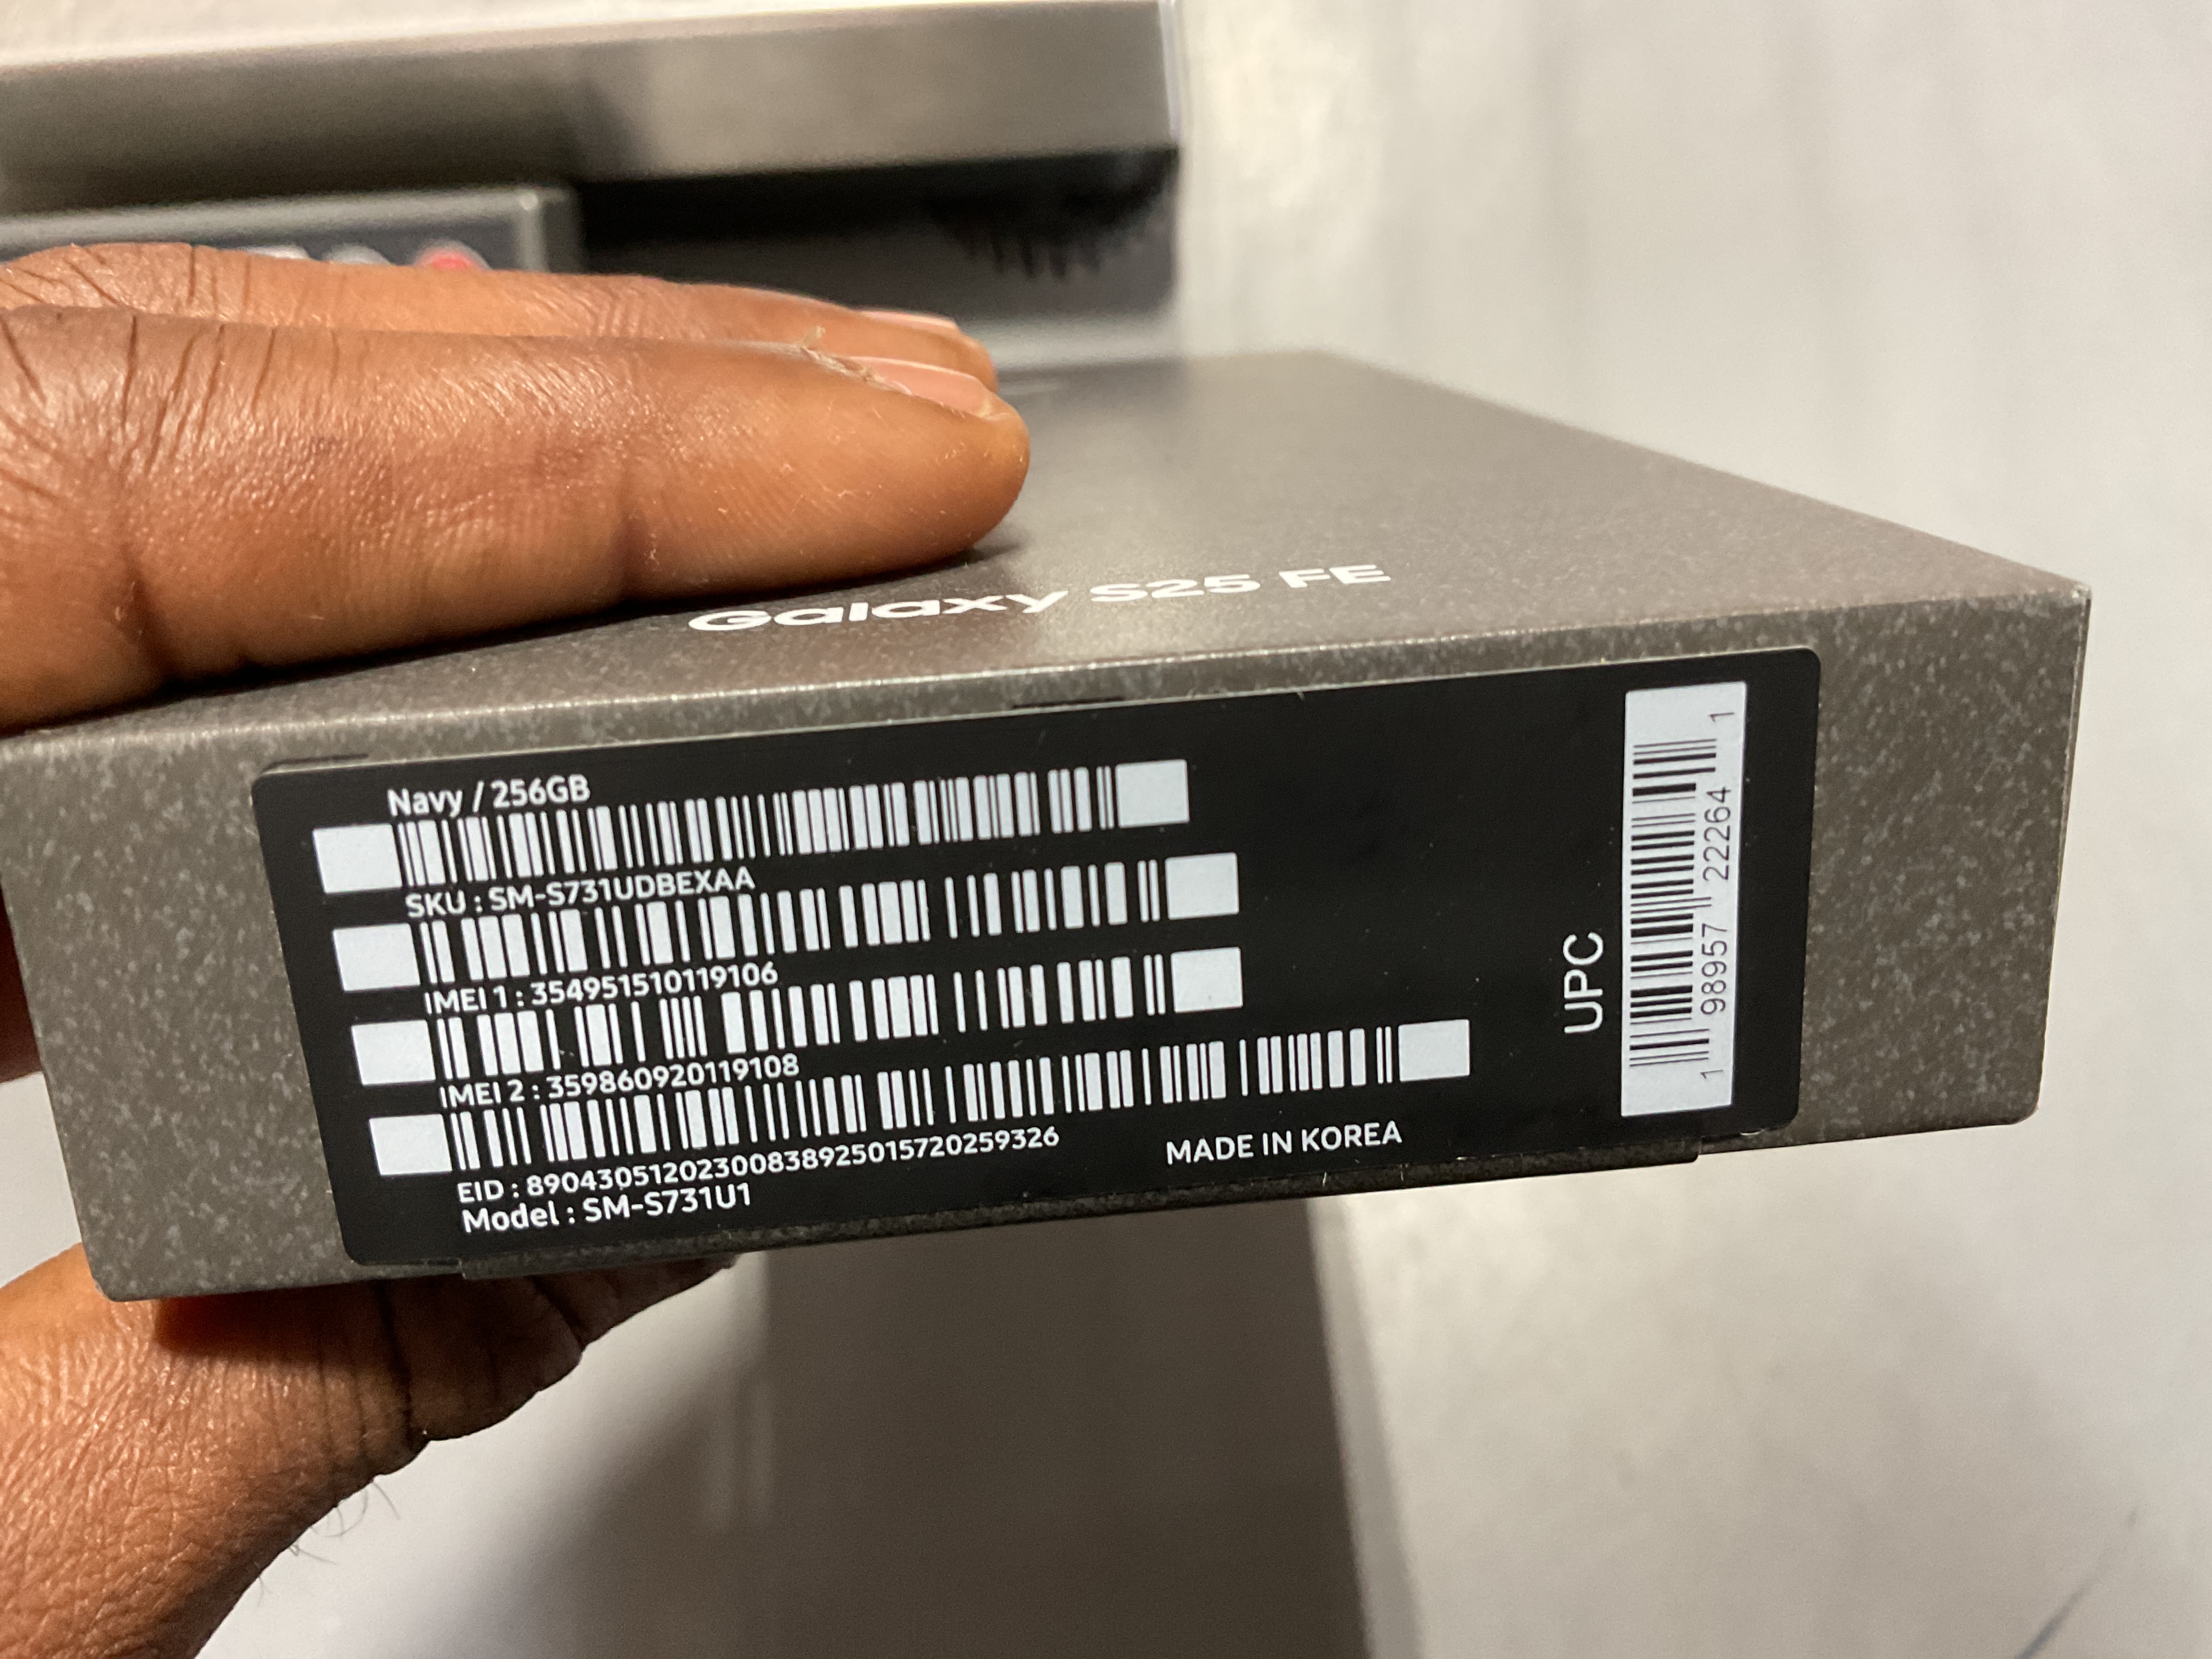 Galaxy S25 FE
Navy / 256GB
SKU : SM-S731UDBEXAA
IMEI 1 : 354951510119106
IMEI 2 : 359860920119108
EID : 89043051202300838925015720259326
Model : SM-S731U1
MADE IN KOREA
UPC
1 98957 22264 1